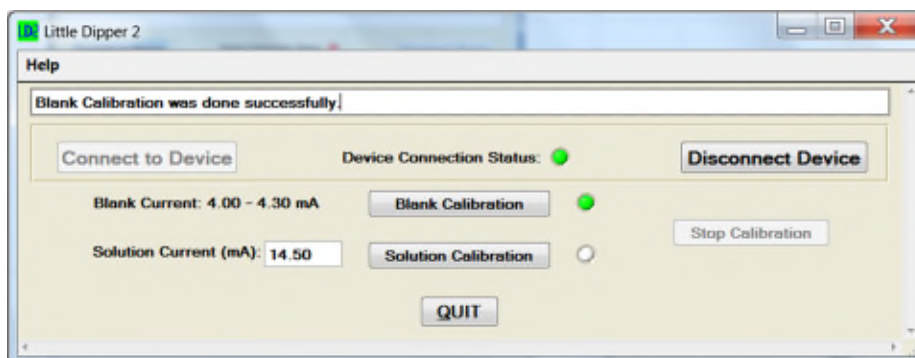 Little Dipper 2
Help
Blank Calibration was done successfully.
Connect to Device Device Connection Status: Disconnect Device
Blank Current: 4.00 - 4.30 mA Blank Calibration
Stop Calibration
Solution Current (mA): 14.50 Solution Calibration
QUIT